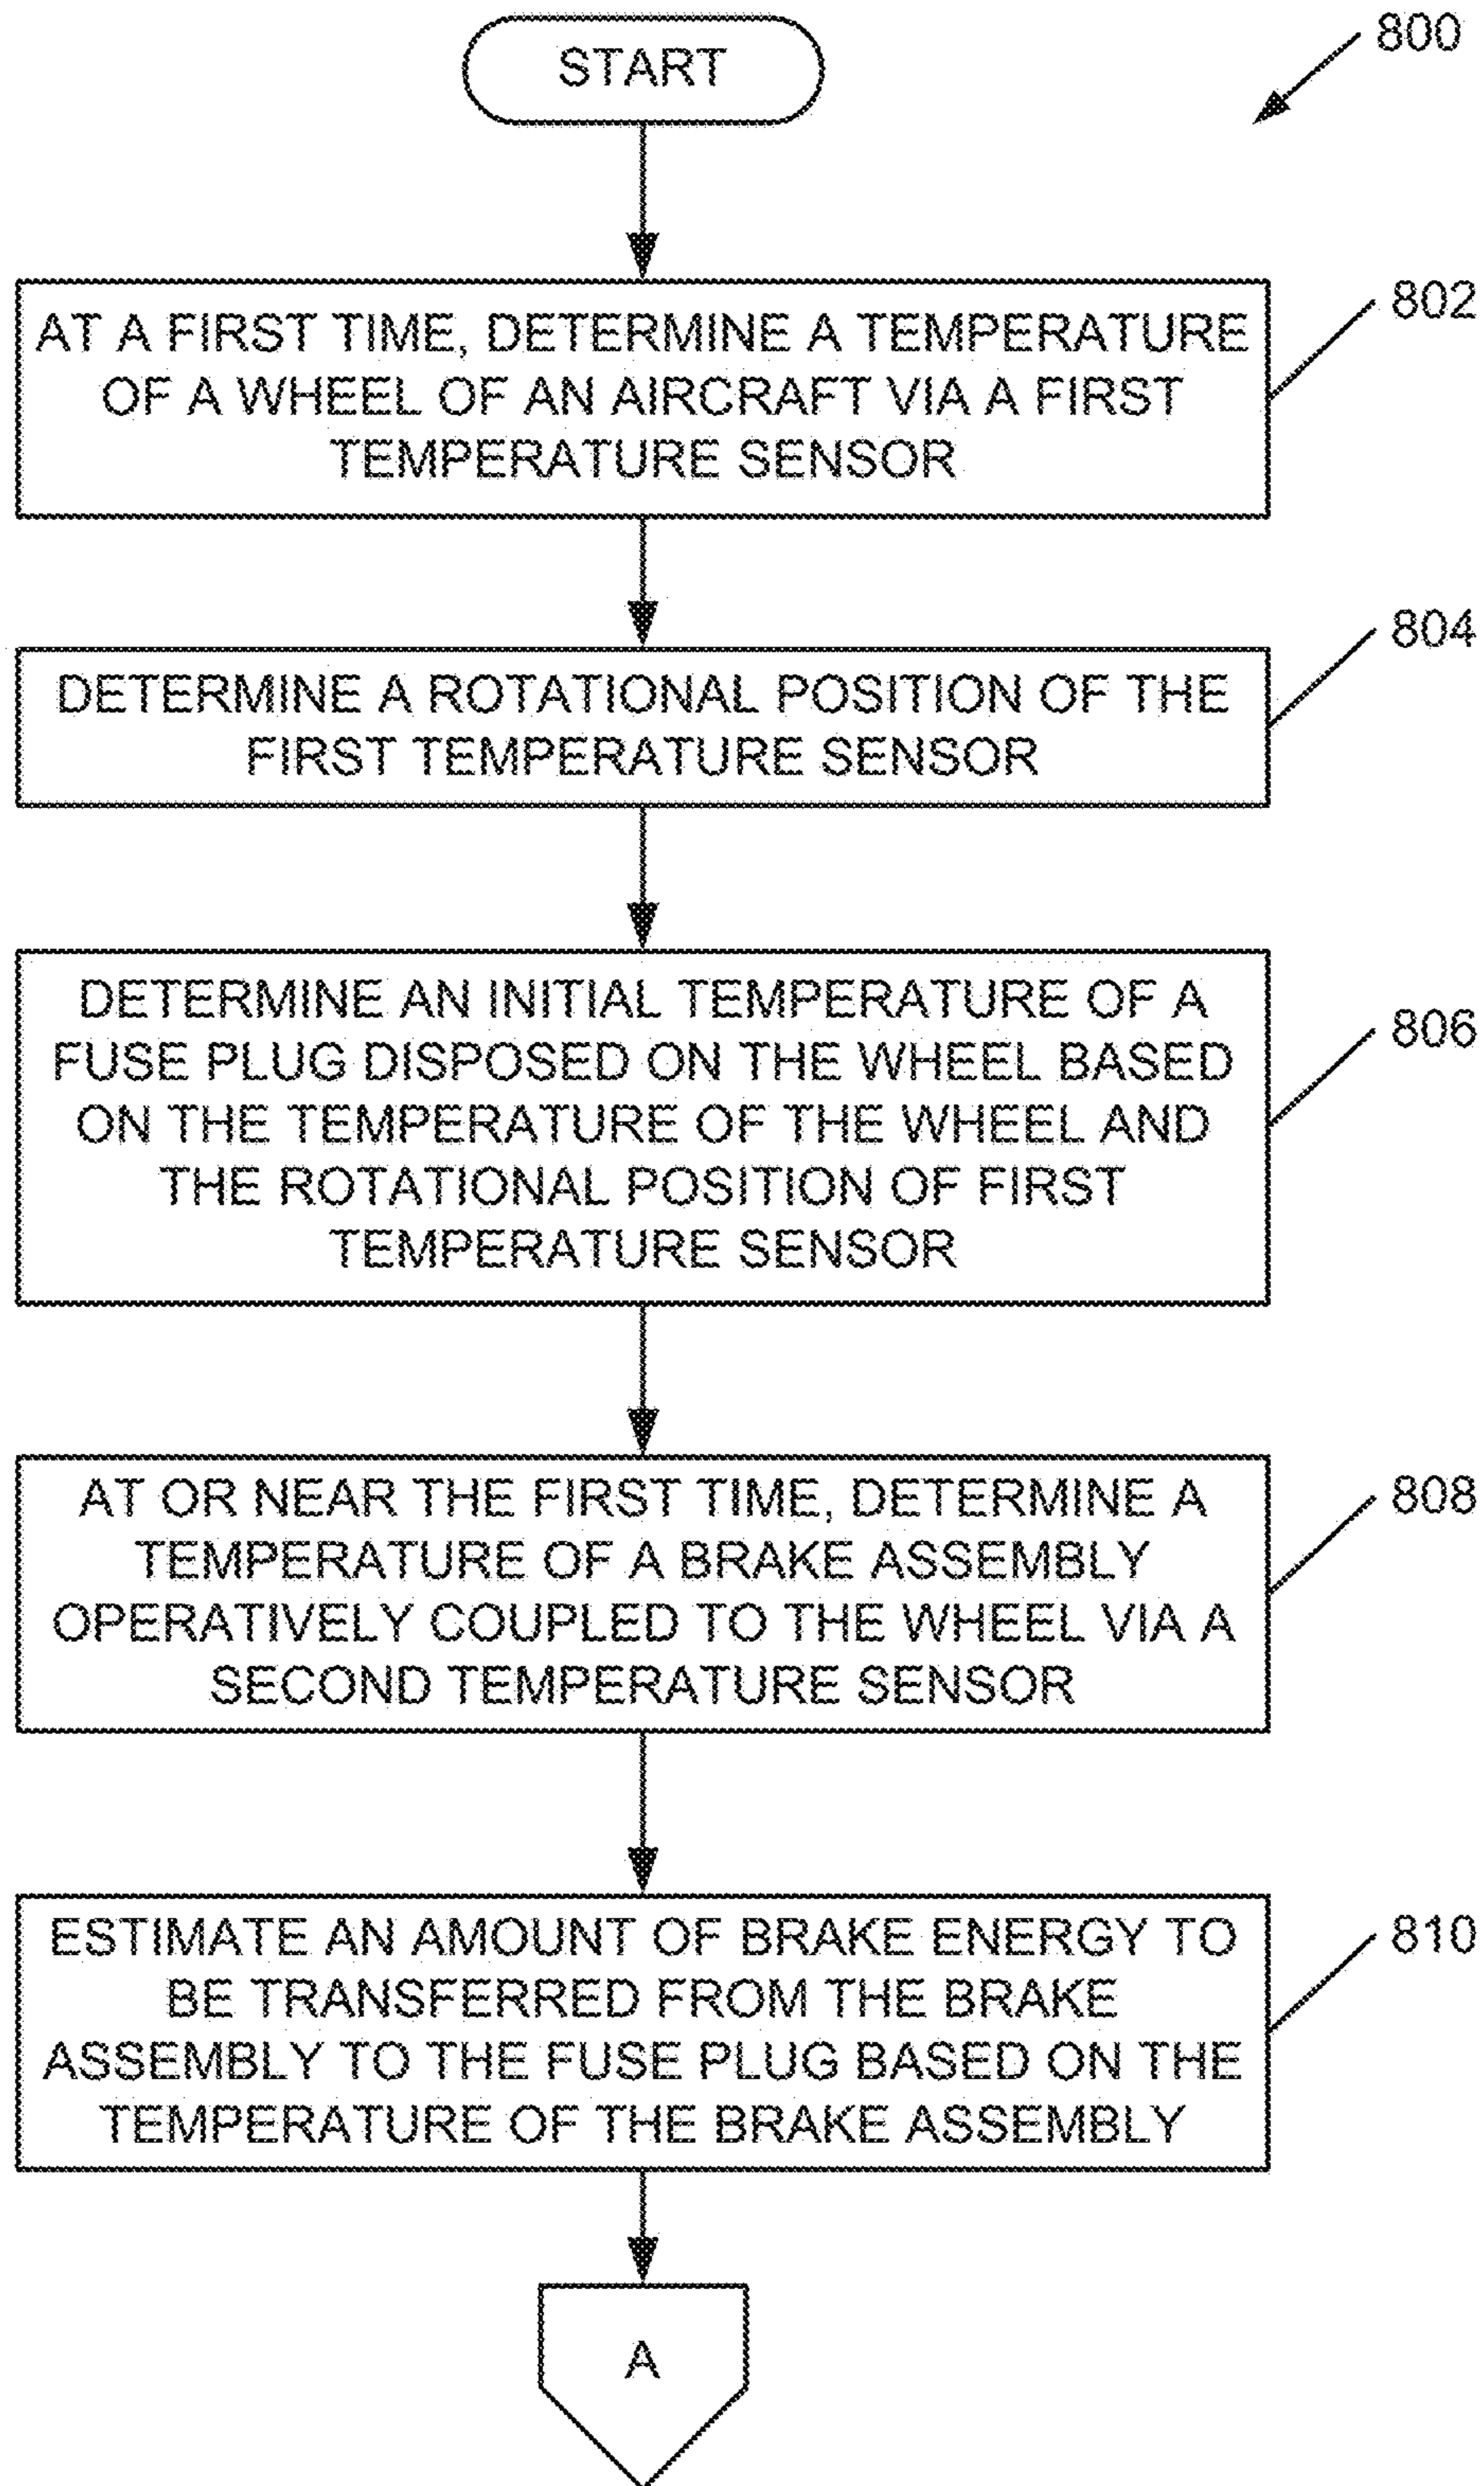 START
800
AT A FIRST TIME, DETERMINE A TEMPERATURE
OF A WHEEL OF AN AIRCRAFT VIA A FIRST
TEMPERATURE SENSOR
802
DETERMINE A ROTATIONAL POSITION OF THE
FIRST TEMPERATURE SENSOR
804
DETERMINE AN INITIAL TEMPERATURE OF A
FUSE PLUG DISPOSED ON THE WHEEL BASED
ON THE TEMPERATURE OF THE WHEEL AND
THE ROTATIONAL POSITION OF FIRST
TEMPERATURE SENSOR
806
AT OR NEAR THE FIRST TIME, DETERMINE A
TEMPERATURE OF A BRAKE ASSEMBLY
OPERATIVELY COUPLED TO THE WHEEL VIA A
SECOND TEMPERATURE SENSOR
808
ESTIMATE AN AMOUNT OF BRAKE ENERGY TO
BE TRANSFERRED FROM THE BRAKE
ASSEMBLY TO THE FUSE PLUG BASED ON THE
TEMPERATURE OF THE BRAKE ASSEMBLY
810
A